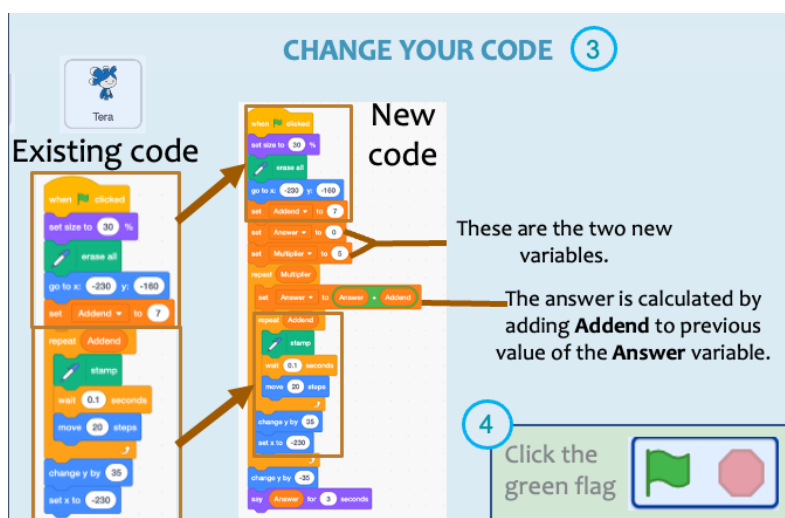 CHANGE YOUR CODE 3
Tera
Existing code
when clicked
set size to 30 %
erase all
go to x: -230 y: -160
set Addend to 7
repeat Addend
stamp
wait 0.1 seconds
move 20 steps
change y by 35
set x to -230
New
code
when clicked
set size to 30 %
erase all
go to x: -230 y: -160
set Addend to 7
set Answer to 0
set Multiplier to 5
repeat Multiplier
set Answer to Answer + Addend
repeat Addend
stamp
wait 0.1 seconds
move 20 steps
change y by 35
set x to -230
change y by -35
say Answer for 3 seconds
These are the two new
variables.
The answer is calculated by
adding Addend to previous
value of the Answer variable.
4
Click the
green flag